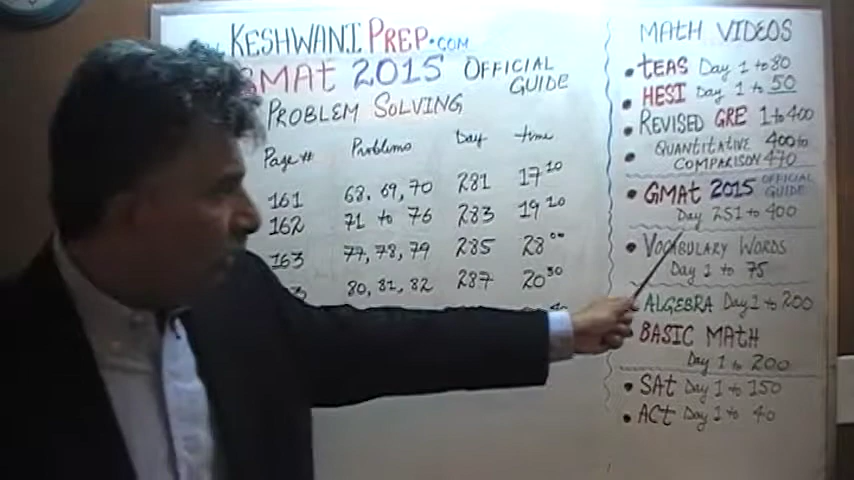 KESHWANI PREP.COM
GMAT 2015 OFFICIAL GUIDE
PROBLEM SOLVING
Page # Problems Day time
161 68, 69, 70 281 17 10
162 71 to 76 283 19 20
163 77, 78, 79 285 28 00
3 80, 81, 82 287 20 30
MATH VIDEOS
• TEAS Day 1 to 80
• HESI Day 1 to 50
• REVISED GRE 1 to 400
• QUANTITATIVE 400 to
COMPARISON 470
• GMAT 2015 OFFICIAL GUIDE
Day 251 to 400
• VOCABULARY WORDS
Day 1 to 75
• ALGEBRA Day 1 to 200
• BASIC MATH
Day 1 to 200
• SAT Day 1 to 150
• ACT Day 1 to 40